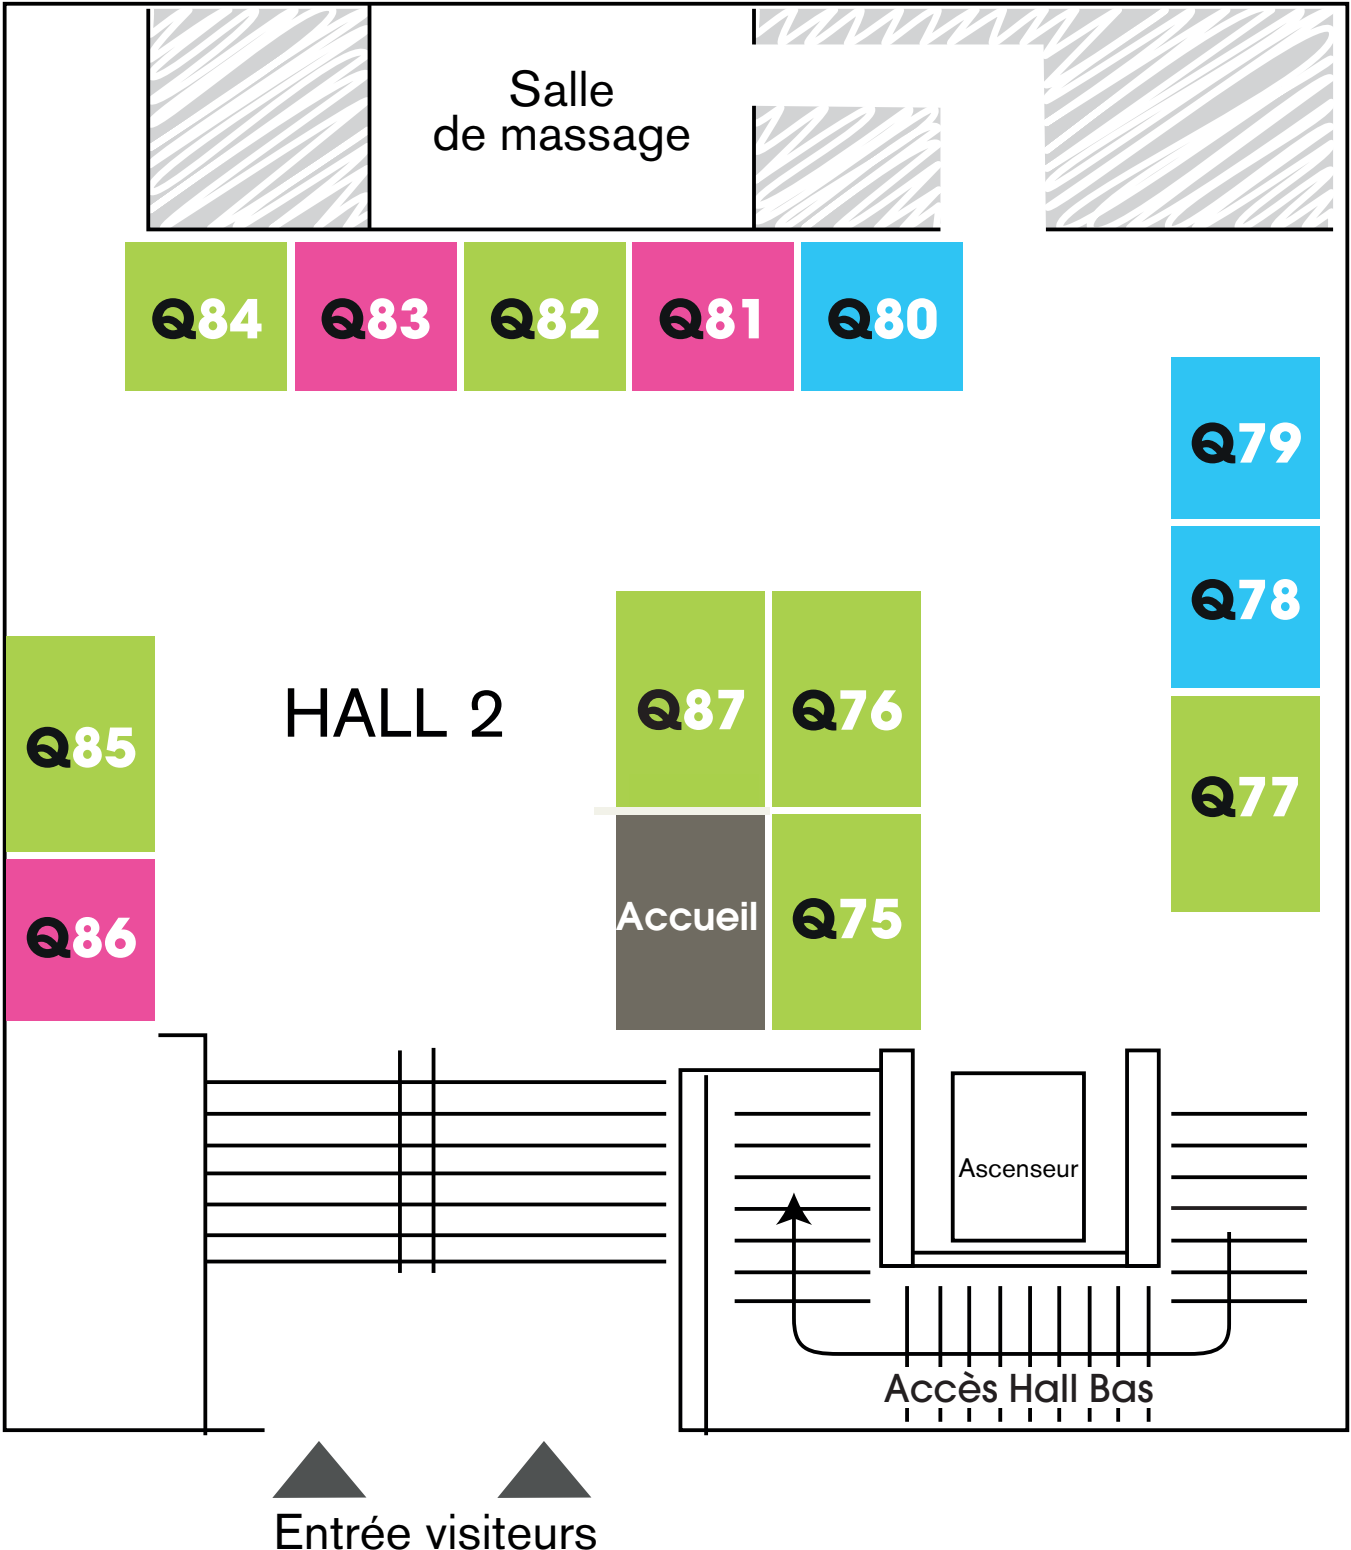 Salle
de massage
Q84 Q83 Q82 Q81 Q80
Q79
Q78
HALL 2
Q87 Q76
Q85
Q77
Accueil Q75
Q86
Ascenseur
Accès Hall Bas
Entrée visiteurs